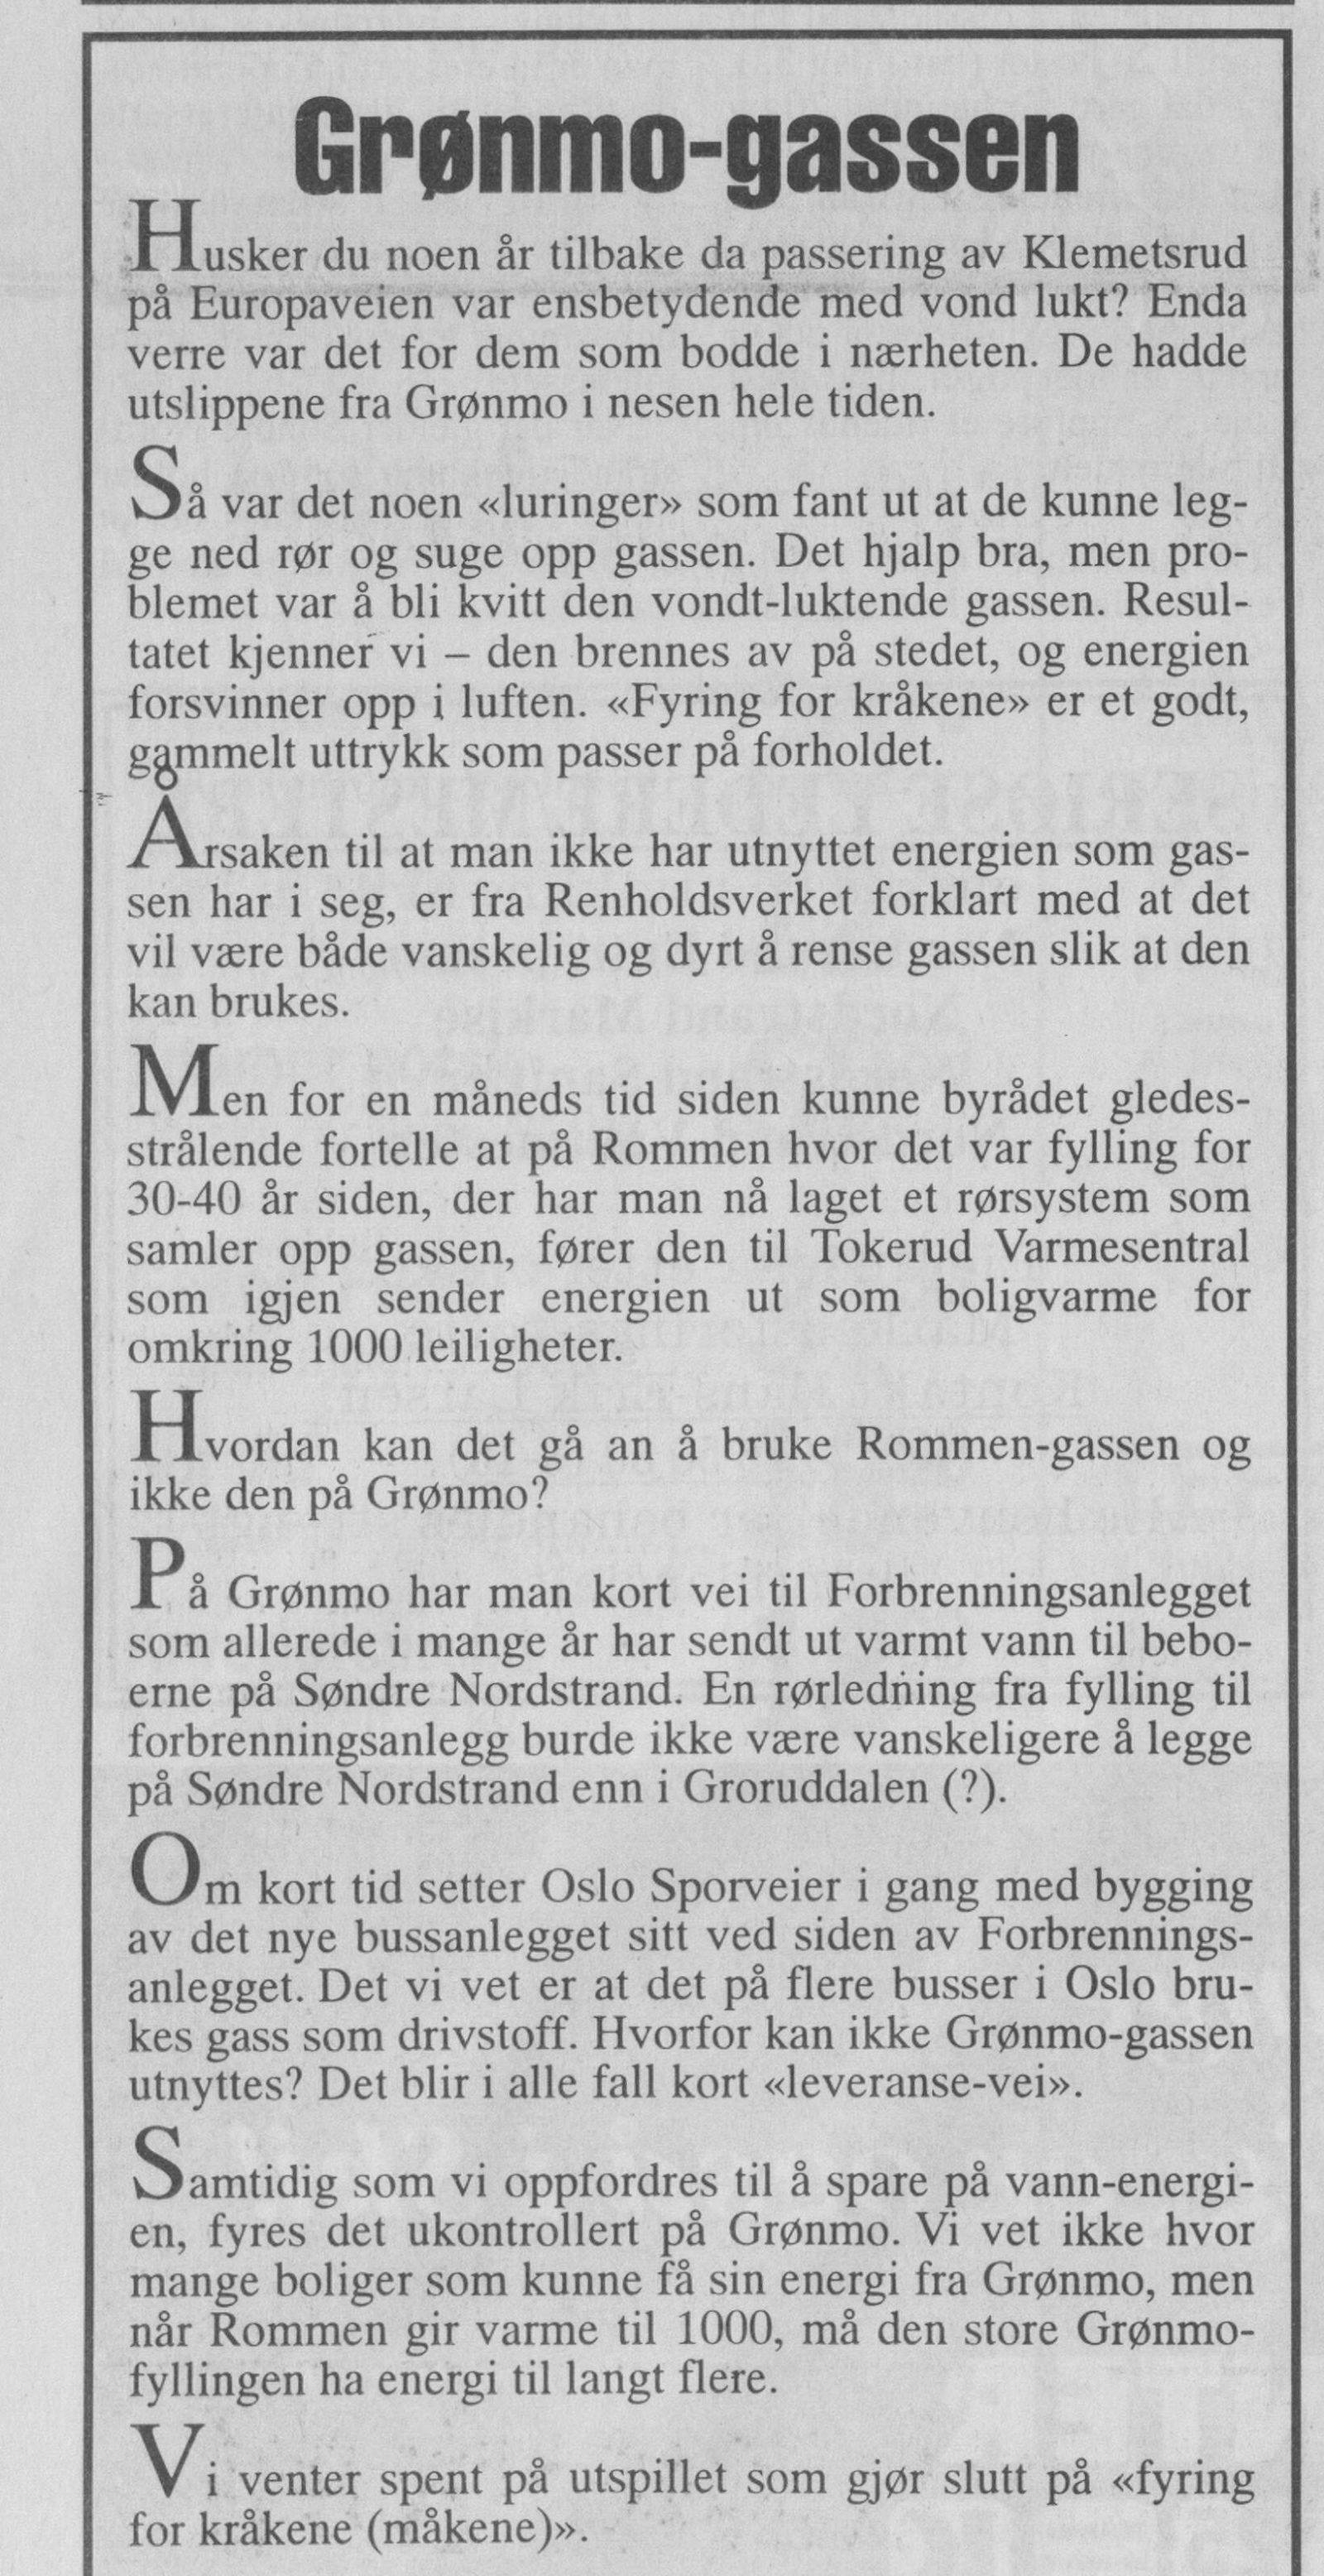 Grønmo-gassen
Husker du noen år tilbake da passering av Klemetsrud
på Europaveien var ensbetydende med vond lukt? Enda
verre var det for dem som bodde i nærheten. De hadde
utslippene fra Grønmo i nesen hele tiden.
Så var det noen «luringer» som fant ut at de kunne leg-
ge ned rør og suge opp gassen. Det hjalp bra, men pro-
blemet var å bli kvitt den vondt-luktende gassen. Resul-
tatet kjenner vi – den brennes av på stedet, og energien
forsvinner opp i luften. «Fyring for kråkene» er et godt,
gammelt uttrykk som passer på forholdet.
Årsaken til at man ikke har utnyttet energien som gas-
sen har i seg, er fra Renholdsverket forklart med at det
vil være både vanskelig og dyrt å rense gassen slik at den
kan brukes.
Men for en måneds tid siden kunne byrådet gledes-
strålende fortelle at på Rommen hvor det var fylling for
30-40 år siden, der har man nå laget et rørsystem som
samler opp gassen, fører den til Tokerud Varmesentral
som igjen sender energien ut som boligvarme for
omkring 1000 leiligheter.
Hvordan kan det gå an å bruke Rommen-gassen og
ikke den på Grønmo?
På Grønmo har man kort vei til Forbrenningsanlegget
som allerede i mange år har sendt ut varmt vann til bebo-
erne på Søndre Nordstrand. En rørledning fra fylling til
forbrenningsanlegg burde ikke være vanskeligere å legge
på Søndre Nordstrand enn i Groruddalen (?).
Om kort tid setter Oslo Sporveier i gang med bygging
av det nye bussanlegget sitt ved siden av Forbrennings-
anlegget. Det vi vet er at det på flere busser i Oslo bru-
kes gass som drivstoff. Hvorfor kan ikke Grønmo-gassen
utnyttes? Det blir i alle fall kort «leveranse-vei».
Samtidig som vi oppfordres til å spare på vann-energi-
en, fyres det ukontrollert på Grønmo. Vi vet ikke hvor
mange boliger som kunne få sin energi fra Grønmo, men
når Rommen gir varme til 1000, må den store Grønmo-
fyllingen ha energi til langt flere.
Vi venter spent på utspillet som gjør slutt på «fyring
for kråkene (måkene)».